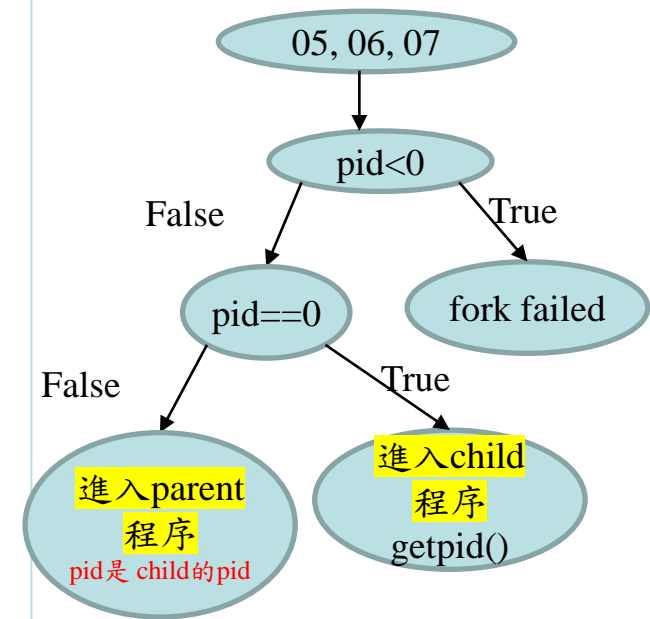 05, 06, 07
pid<0
False
True
pid==0
fork failed
False
True
進入parent
程序
pid是 child的pid
進入child
程序
getpid()